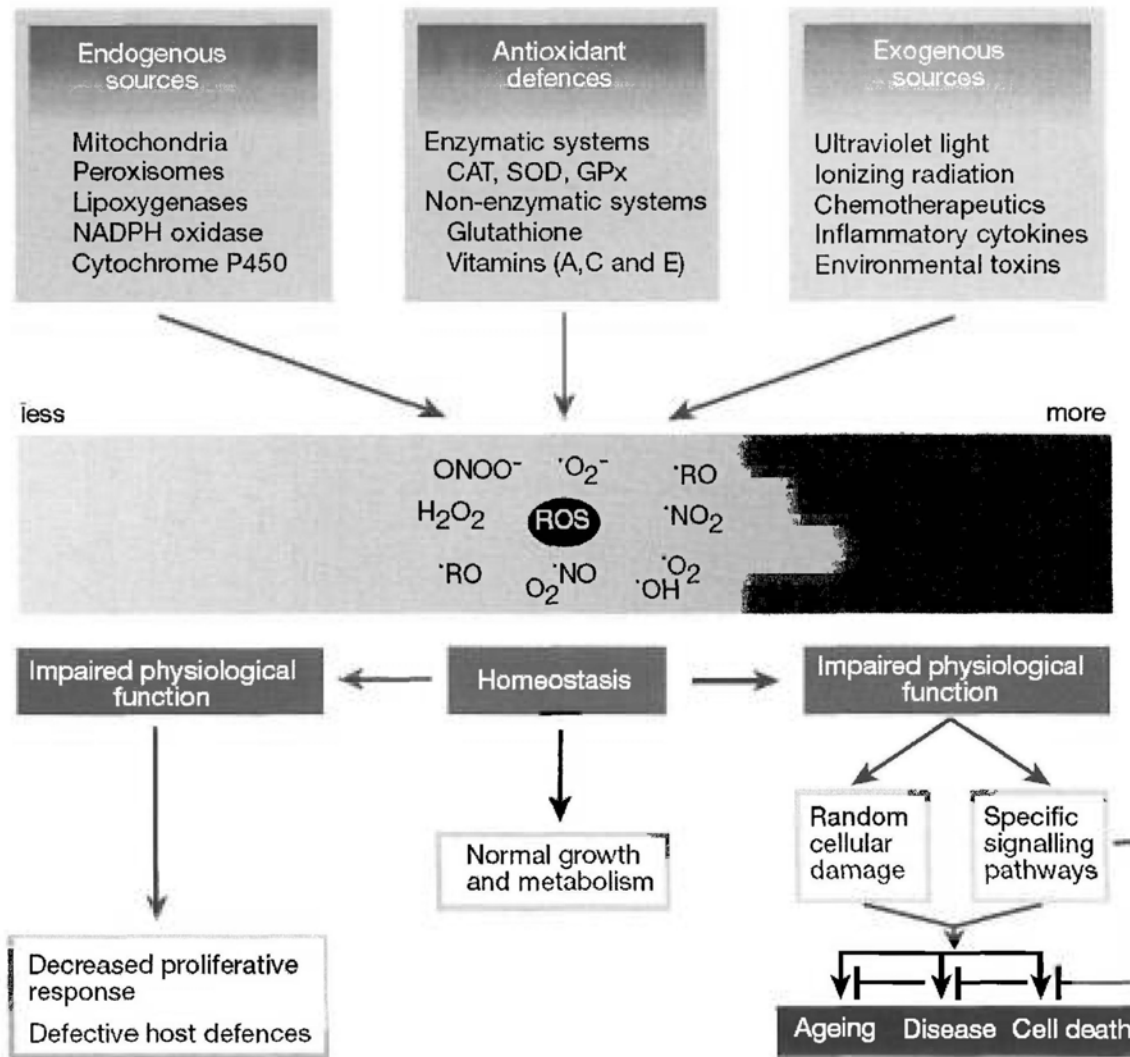 Endogenous
sources
Mitochondria
Peroxisomes
Lipoxygenases
NADPH oxidase
Cytochrome P450
Antioxidant
defences
Enzymatic systems
CAT, SOD, GPx
Non-enzymatic systems
Glutathione
Vitamins (A,C and E)
Exogenous
sources
Ultraviolet light
Ionizing radiation
Chemotherapeutics
Inflammatory cytokines
Environmental toxins
less
more
ONOO⁻ ·O₂⁻ ·RO
H₂O₂ ROS ·NO₂
·RO O₂·NO ·OH ·O₂
Impaired physiological
function
Homeostasis
Impaired physiological
function
Normal growth
and metabolism
Random
cellular
damage
Specific
signalling
pathways
Decreased proliferative
response
Defective host defences
Ageing Disease Cell death